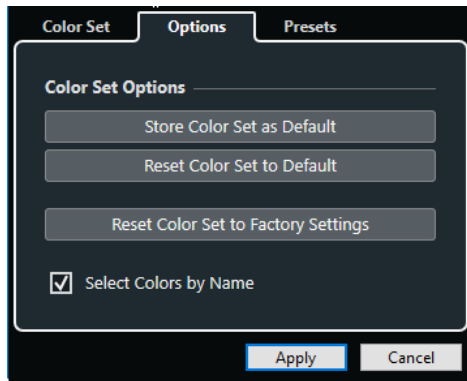 Color Set Options Presets
Color Set Options
Store Color Set as Default
Reset Color Set to Default
Reset Color Set to Factory Settings
Select Colors by Name
Apply Cancel